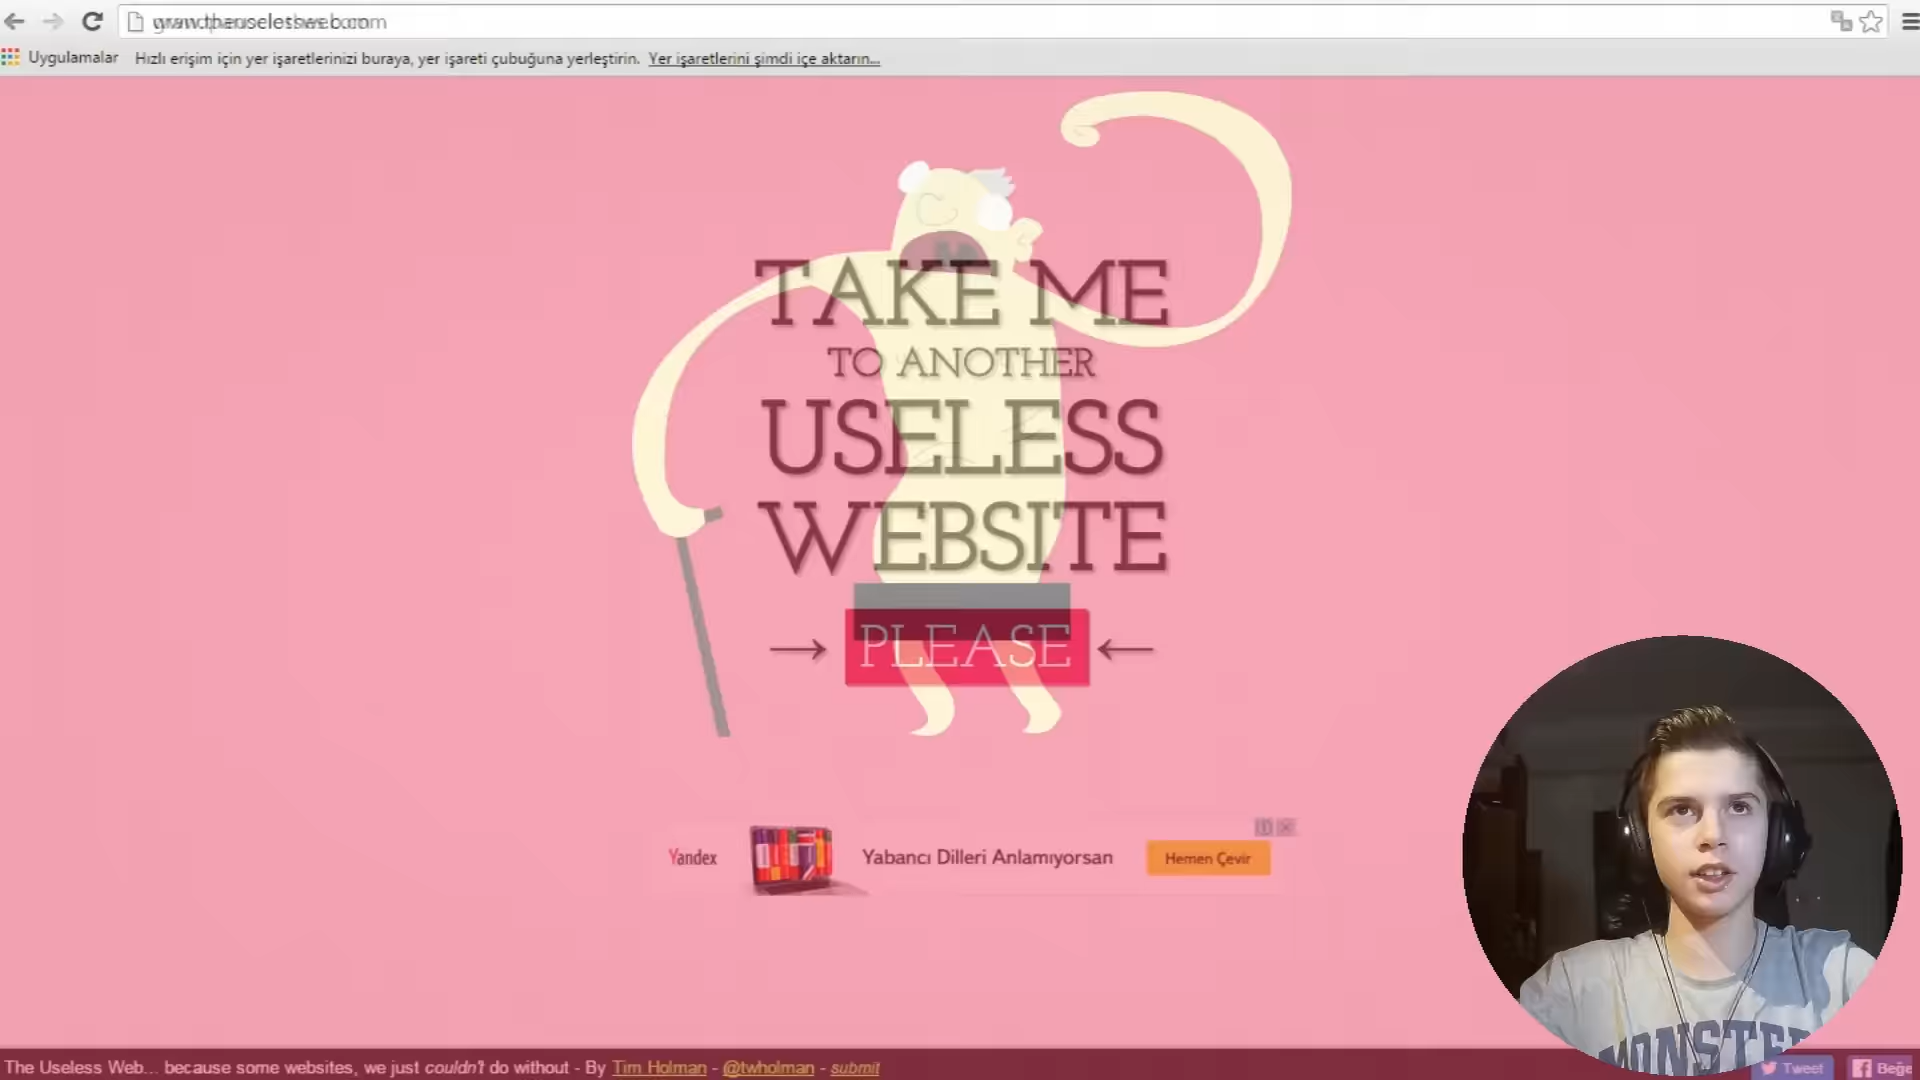 Uygulamalar Hızlı erişim için yer işaretlerinizi buraya, yer işareti çubuğuna yerleştirin. Yer işaretlerini şimdi içe aktarın...
TAKE ME
TO ANOTHER
USELESS
WEBSITE
→ PLEASE ←
Yandex Yabancı Dilleri Anlamıyorsan Hemen Çevir
The Useless Web... because some websites, we just couldn't do without - By Tim Holman - @twholman - submit
Tweet Beğe